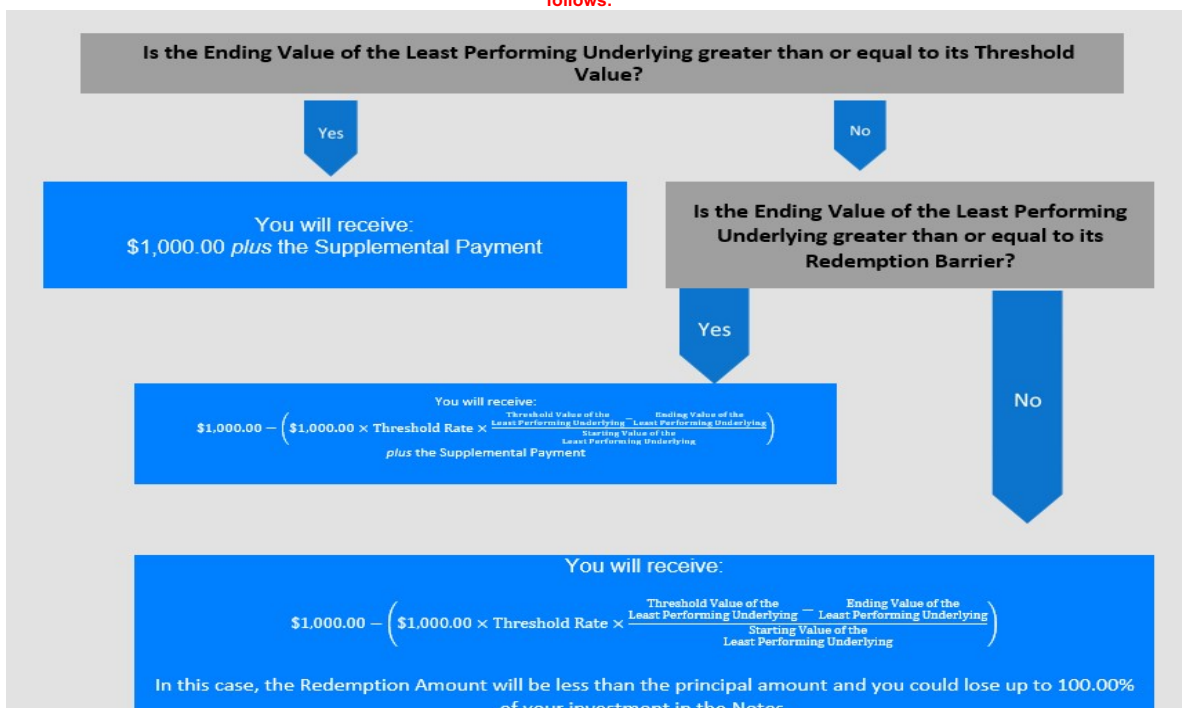 follows:
Is the Ending Value of the Least Performing Underlying greater than or equal to its Threshold
Value?
Yes
No
You will receive:
$1,000.00 plus the Supplemental Payment
Is the Ending Value of the Least Performing
Underlying greater than or equal to its
Redemption Barrier?
Yes
No
You will receive:
Threshold Value of the Ending Value of the
$1,000.00 − ($1,000.00 × Threshold Rate × Least Performing Underlying − Least Performing Underlying)
Starting Value of the
Least Performing Underlying
plus the Supplemental Payment
You will receive:
Threshold Value of the Ending Value of the
$1,000.00 − ($1,000.00 × Threshold Rate × Least Performing Underlying − Least Performing Underlying)
Starting Value of the
Least Performing Underlying
In this case, the Redemption Amount will be less than the principal amount and you could lose up to 100.00%
of your investment in the Notes